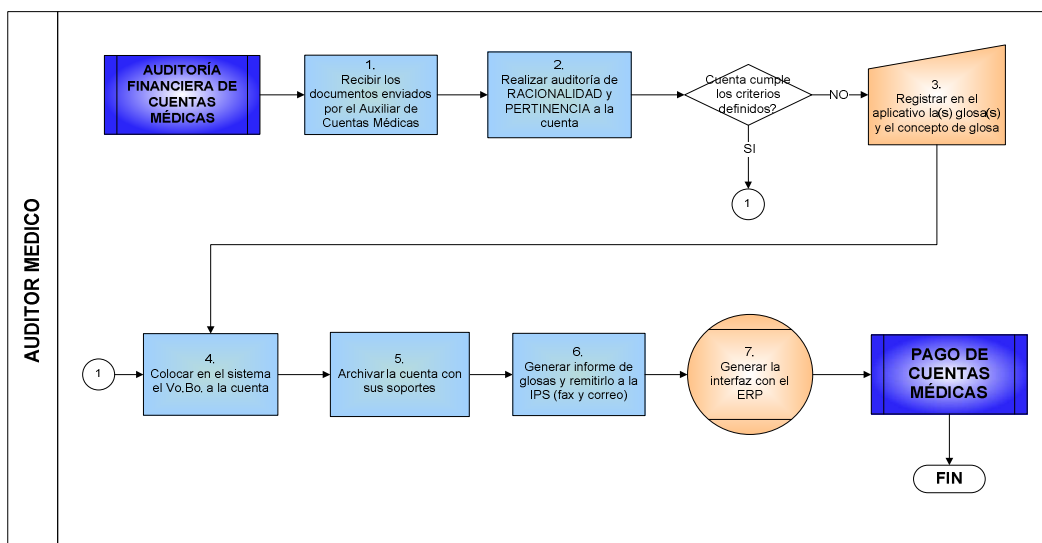 AUDITOR MEDICO
AUDITORÍA
FINANCIERA DE
CUENTAS
MÉDICAS
1.
Recibir los
documentos enviados
por el Auxiliar de
Cuentas Médicas
2.
Realizar auditoría de
RACIONALIDAD y
PERTINENCIA a la
cuenta
Cuenta cumple
los criterios
definidos?
NO
SI
1
3.
Registrar en el
aplicativo la(s) glosa(s)
y el concepto de glosa
1
4.
Colocar en el sistema
el Vo.Bo. a la cuenta
5.
Archivar la cuenta con
sus soportes
6.
Generar informe de
glosas y remitirlo a la
IPS (fax y correo)
7.
Generar la
interfaz con el
ERP
PAGO DE
CUENTAS
MÉDICAS
FIN